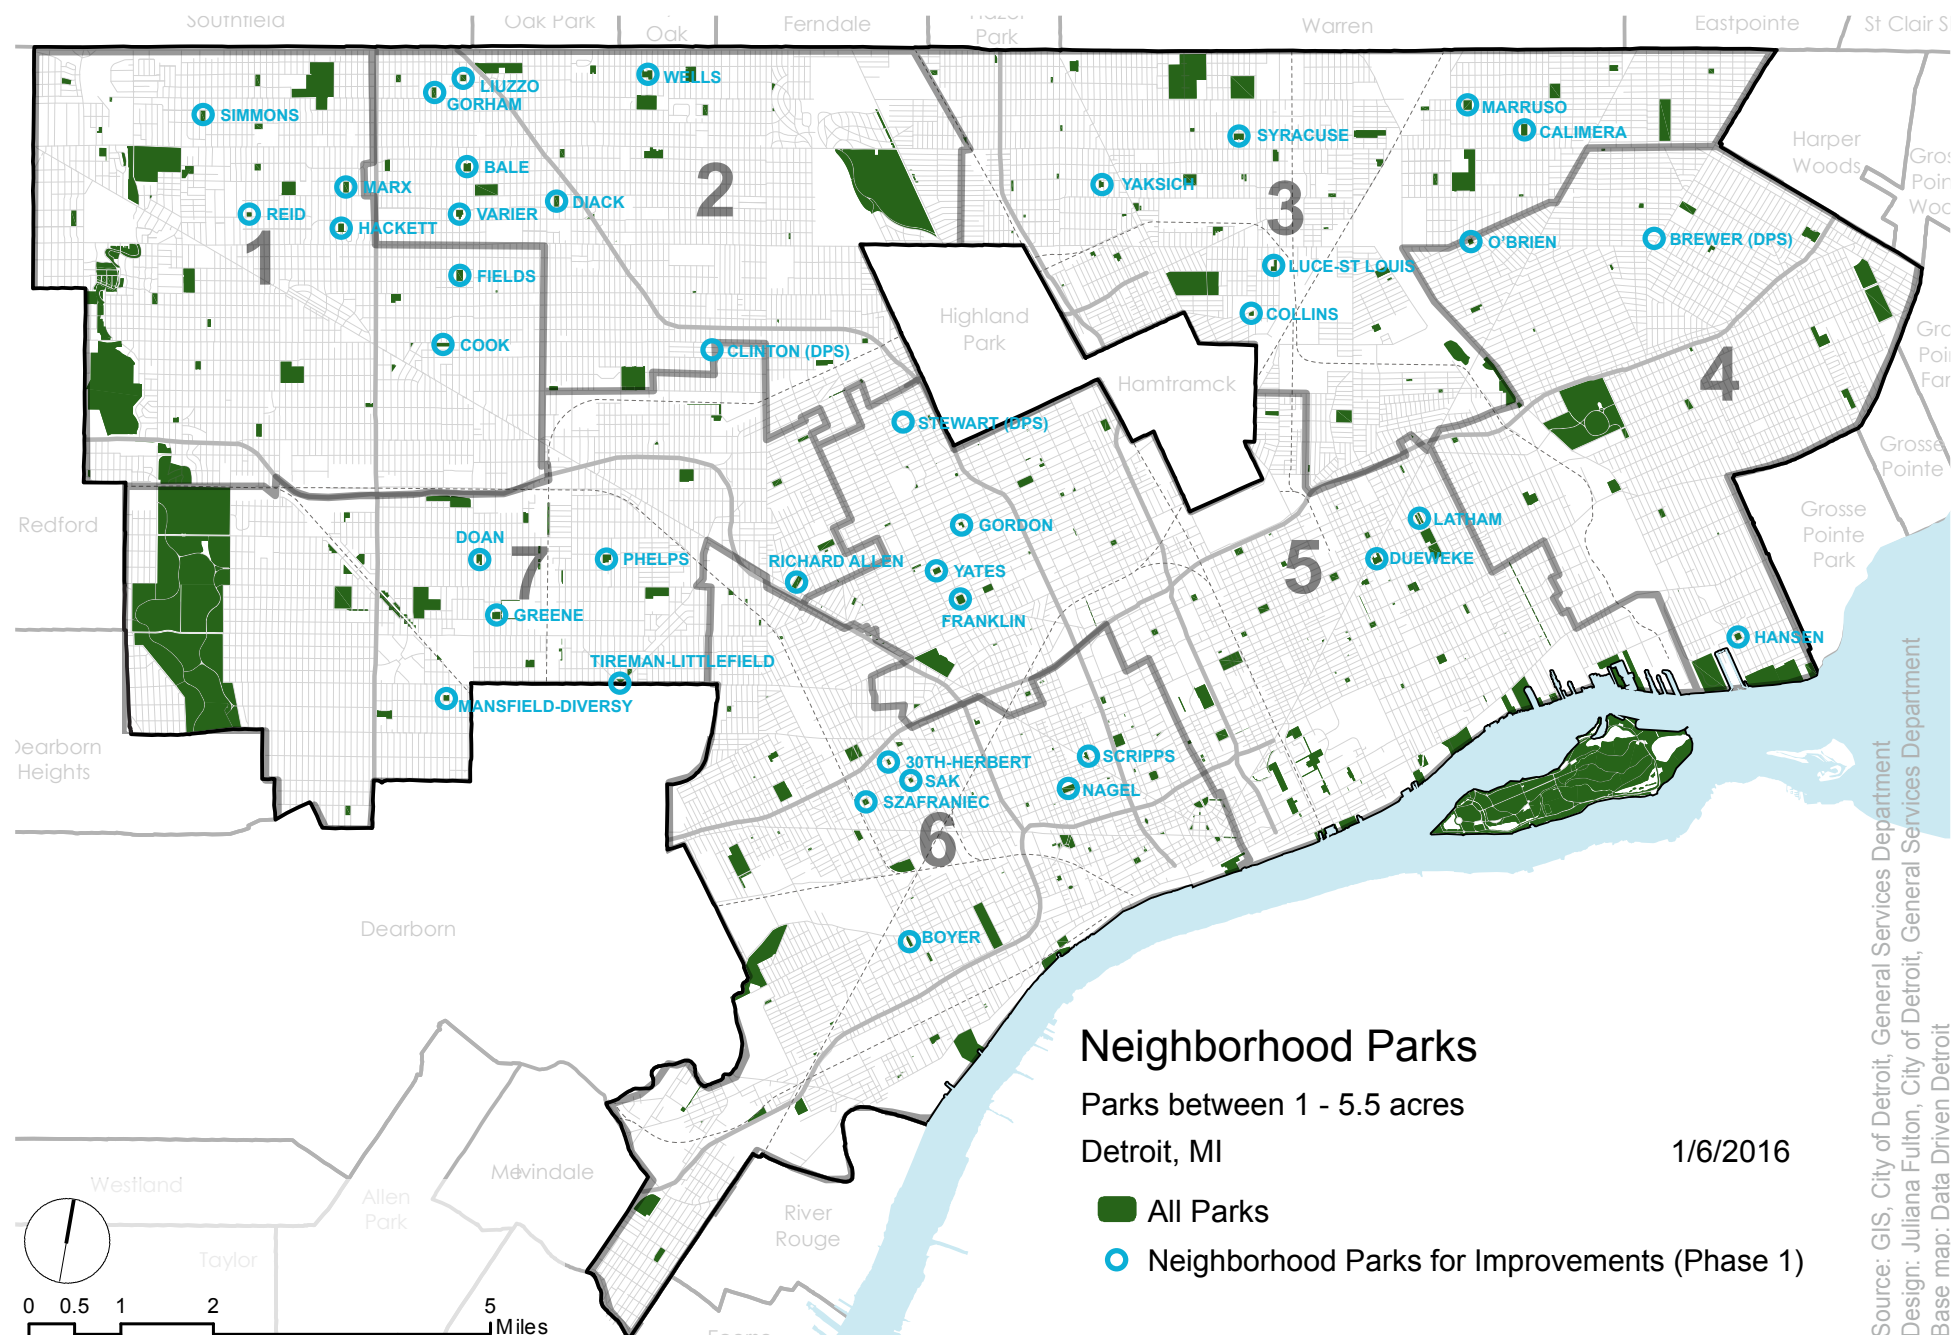 Southfield
Oak Park
Oak
Ferndale
Hazel
Park
Warren
Eastpointe
St Clair S
LIUZZO
GORHAM
WELLS
SIMMONS
MARRUSO
CALIMERA
SYRACUSE
Harper
Woods
BALE
2
MARX
DIACK
YAKSICH
3
REID
VARIER
HACKETT
1
O'BRIEN
BREWER (DPS)
LUCE-ST LOUIS
FIELDS
COLLINS
Highland
Park
COOK
CLINTON (DPS)
Hamtramck
4
STEWART (DPS)
Grosse
Pointe
Redford
GORDON
LATHAM
Grosse
Pointe
Park
DOAN
7
PHELPS
RICHARD ALLEN
YATES
5
DUEWEKE
GREENE
FRANKLIN
HANSEN
TIREMAN-LITTLEFIELD
MANSFIELD-DIVERSY
Dearborn
Heights
30TH-HERBERT
SCRIPPS
SAK
NAGEL
SZAFRANIEC
6
Dearborn
BOYER
Neighborhood Parks
Parks between 1 - 5.5 acres
Detroit, MI
1/6/2016
All Parks
Neighborhood Parks for Improvements (Phase 1)
Melvindale
Westland
Allen
Park
River
Rouge
Taylor
0 0.5 1 2 5
Miles
Source: GIS, City of Detroit, General Services Department
Design: Juliana Fulton, City of Detroit, General Services Department
Base map: Data Driven Detroit